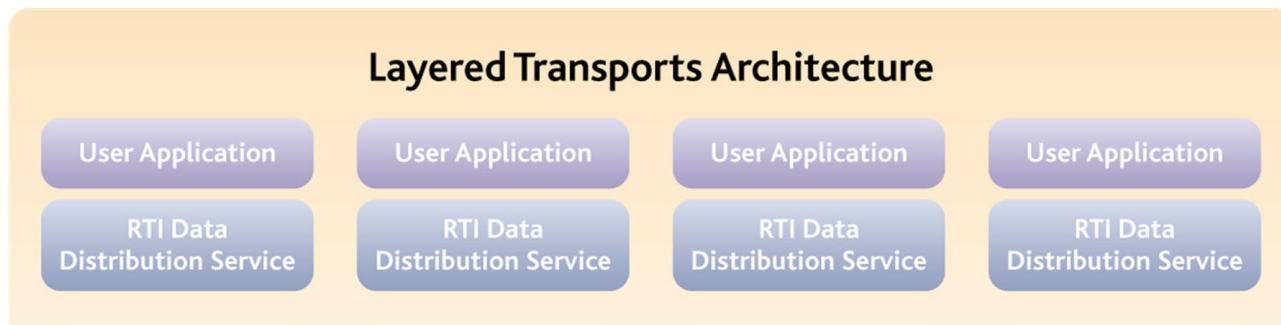 Layered Transports Architecture
User Application
User Application
User Application
User Application
RTI Data
Distribution Service
RTI Data
Distribution Service
RTI Data
Distribution Service
RTI Data
Distribution Service